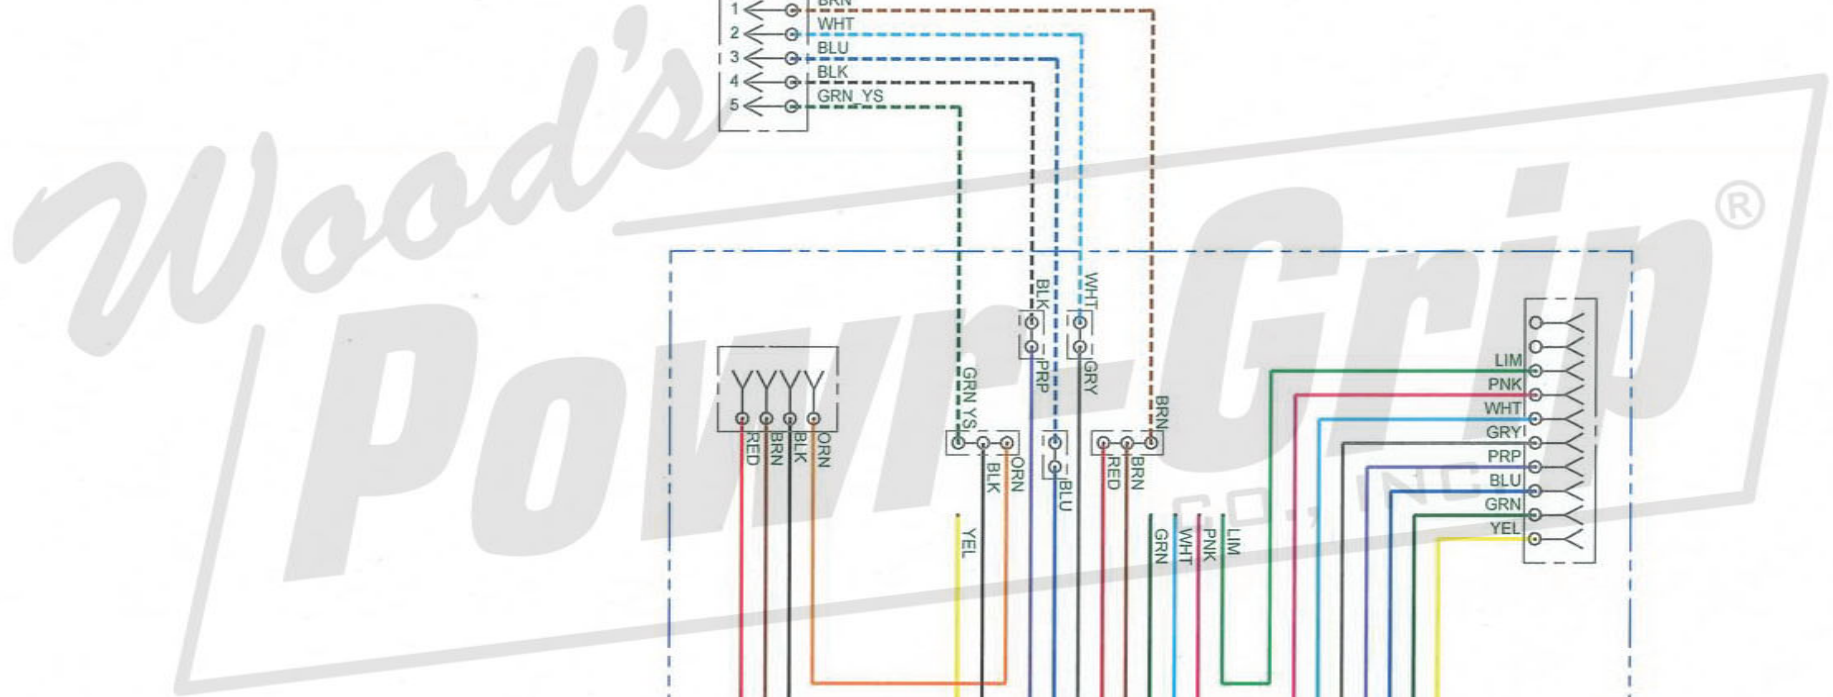 1 BRN
2 WHT
3 BLU
4 BLK
5 GRN_YS
Wood's
Powr-Grip®
CO., INC.
BLK
WHT
PRP
GRY
GRN YS
BRN
RED
BRN
BLK
ORN
BLK
ORN
BLU
RED
BRN
YEL
GRN
WHT
PNK
LIM
LIM
PNK
WHT
GRY
PRP
BLU
GRN
YEL